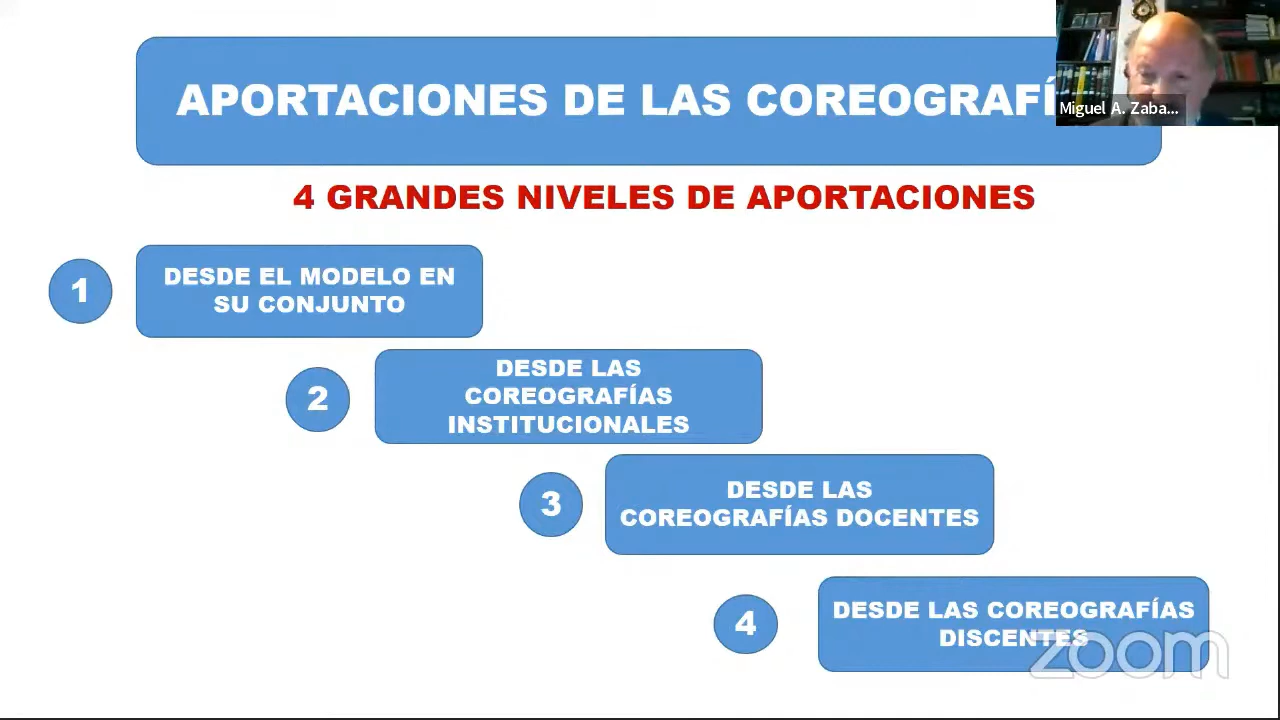 APORTACIONES DE LAS COREOGRAFÍ
Miguel A. Zaba...
4 GRANDES NIVELES DE APORTACIONES
1
DESDE EL MODELO EN
SU CONJUNTO
2
DESDE LAS
COREOGRAFÍAS
INSTITUCIONALES
3
DESDE LAS
COREOGRAFÍAS DOCENTES
4
DESDE LAS COREOGRAFÍAS
DISCENTES
zoom